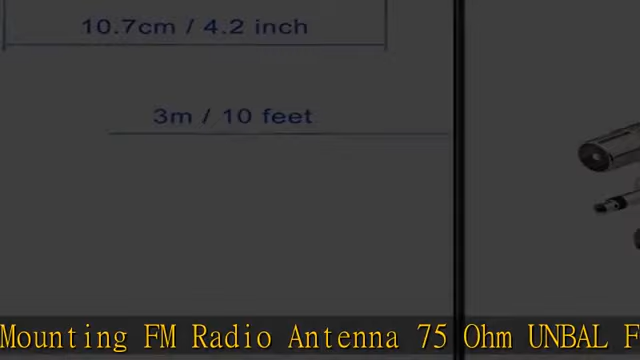 10.7cm / 4.2 inch
3m / 10 feet
Mounting FM Radio Antenna 75 Ohm UNBAL F